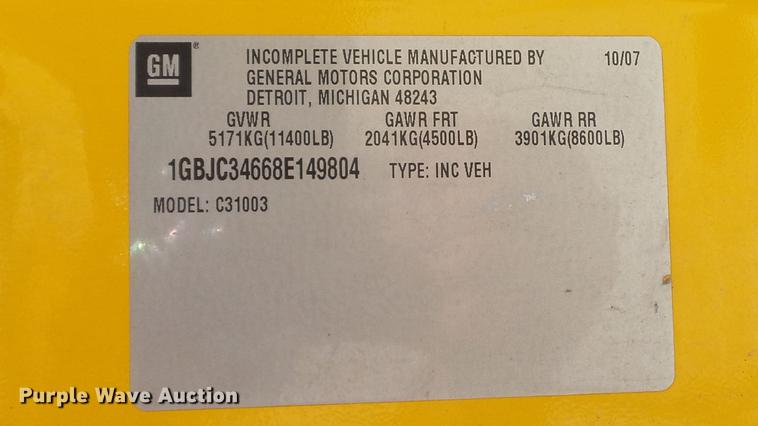 GM ®
INCOMPLETE VEHICLE MANUFACTURED BY 10/07
GENERAL MOTORS CORPORATION
DETROIT, MICHIGAN 48243
GVWR GAWR FRT GAWR RR
5171KG(11400LB) 2041KG(4500LB) 3901KG(8600LB)
1GBJC34668E149804 TYPE: INC VEH
MODEL: C31003
Purple Wave Auction